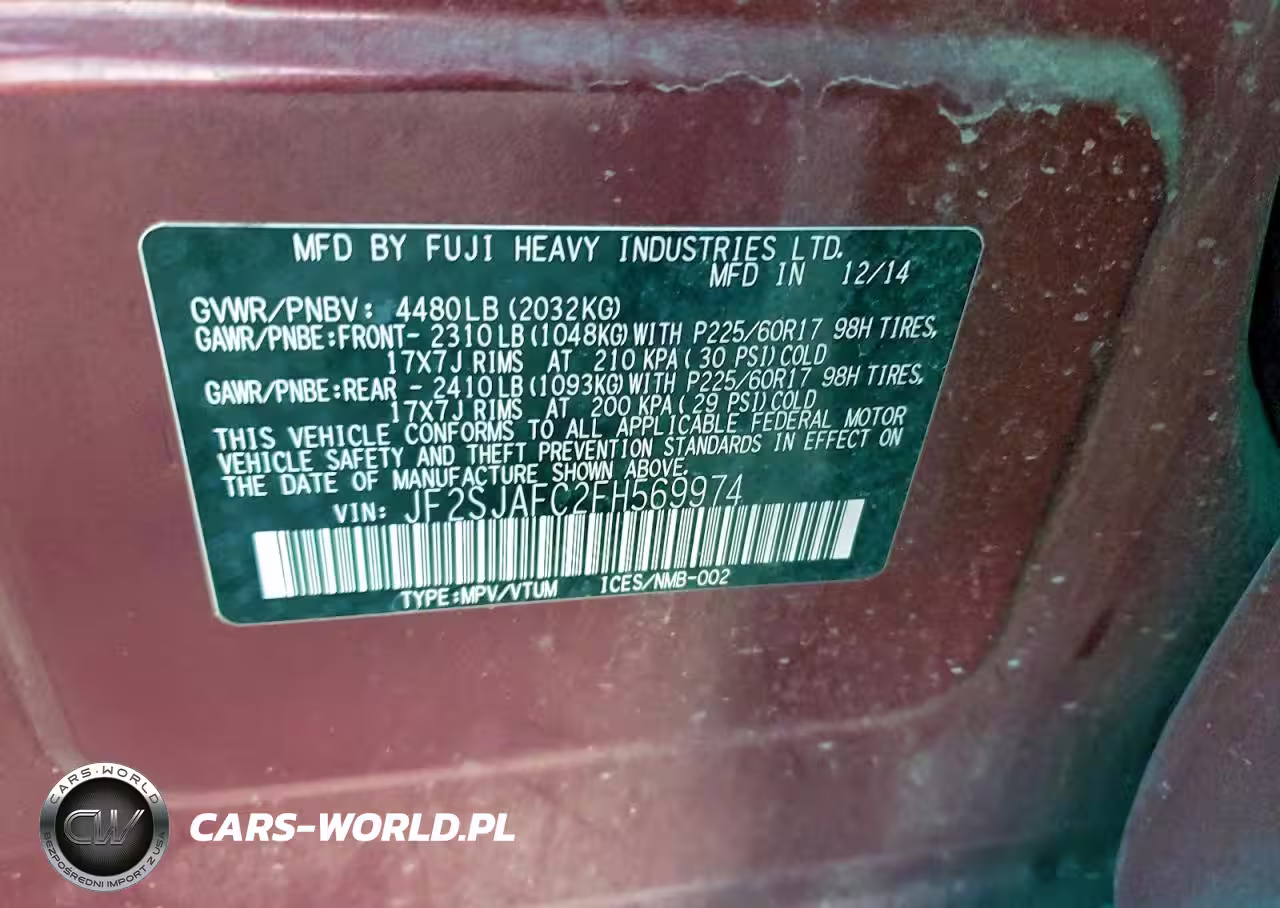 MFD BY FUJI HEAVY INDUSTRIES LTD.
MFD IN 12/14
GVWR/PNBV: 4480LB (2032KG)
GAWR/PNBE:FRONT- 2310LB (1048KG)WITH P225/60R17 98H TIRES,
17X7J RIMS AT 210 KPA( 30 PSI)COLD
GAWR/PNBE:REAR - 2410LB (1093KG)WITH P225/60R17 98H TIRES,
17X7J RIMS AT 200 KPA( 29 PSI)COLD
THIS VEHICLE CONFORMS TO ALL APPLICABLE FEDERAL MOTOR
VEHICLE SAFETY AND THEFT PREVENTION STANDARDS IN EFFECT ON
THE DATE OF MANUFACTURE SHOWN ABOVE.
VIN: JF2SJAFC2FH569974
TYPE:MPV/VTUM ICES/NMB-002
CARS-WORLD
CW
BEZPOŚREDNI IMPORT Z USA
CARS-WORLD.PL